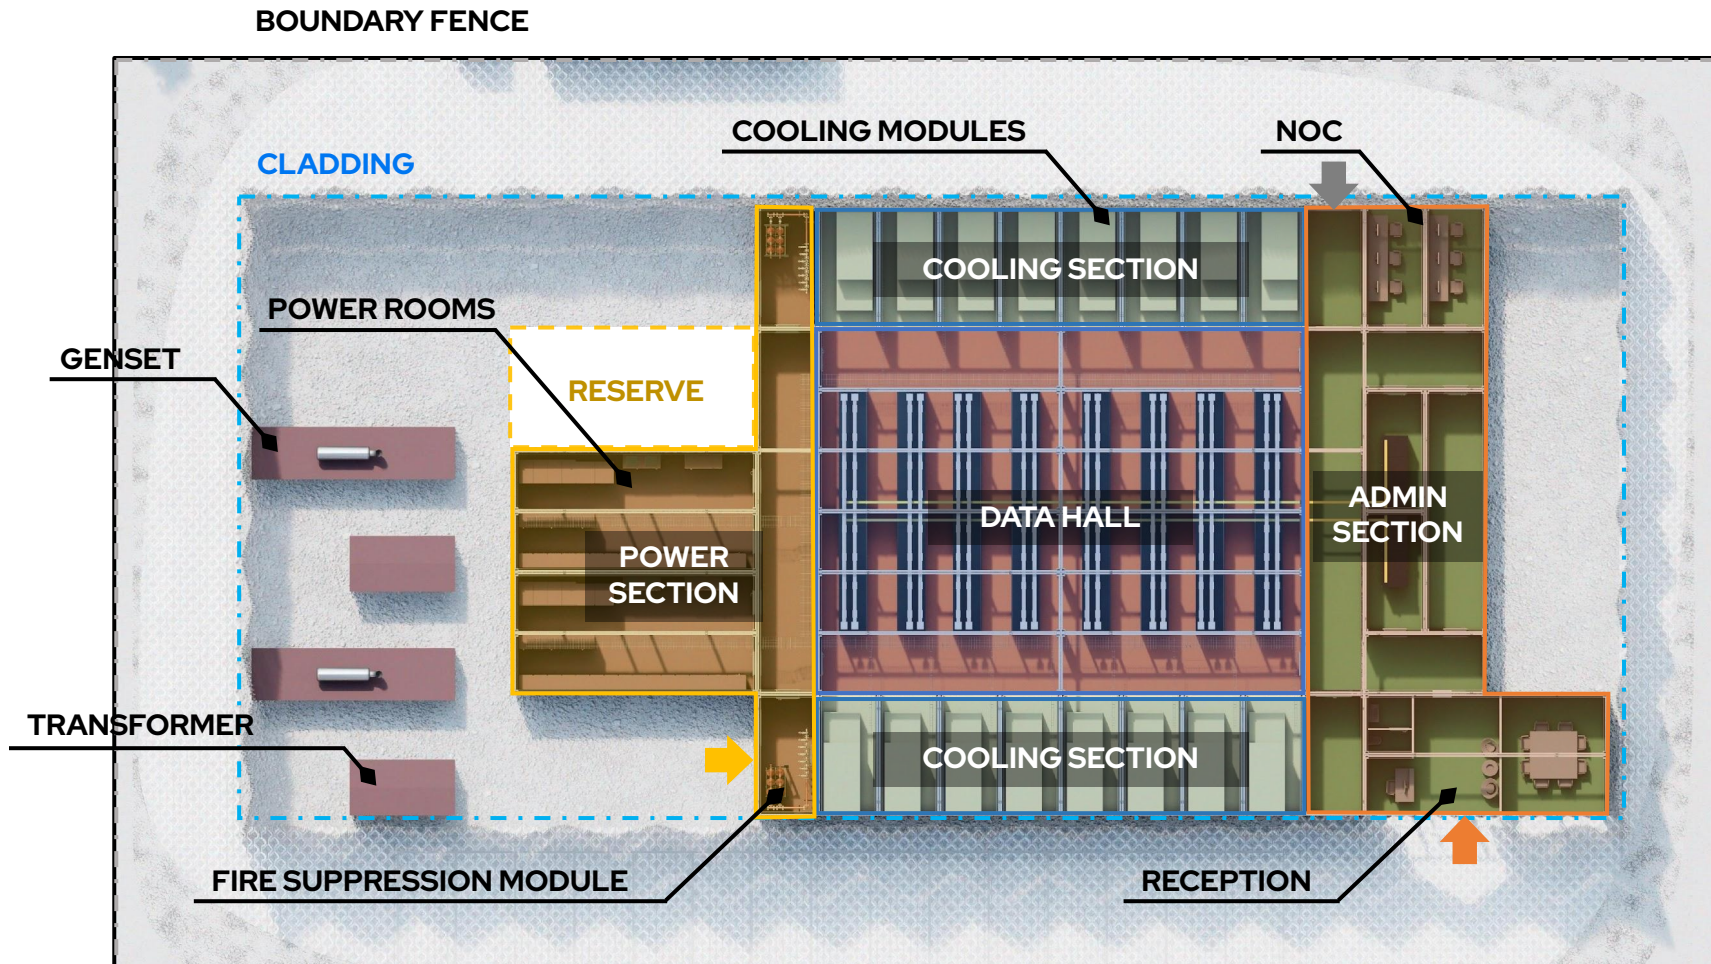 BOUNDARY FENCE
COOLING MODULES
NOC
CLADDING
COOLING SECTION
POWER ROOMS
GENSET
RESERVE
ADMIN
SECTION
DATA HALL
POWER
SECTION
TRANSFORMER
COOLING SECTION
FIRE SUPPRESSION MODULE
RECEPTION